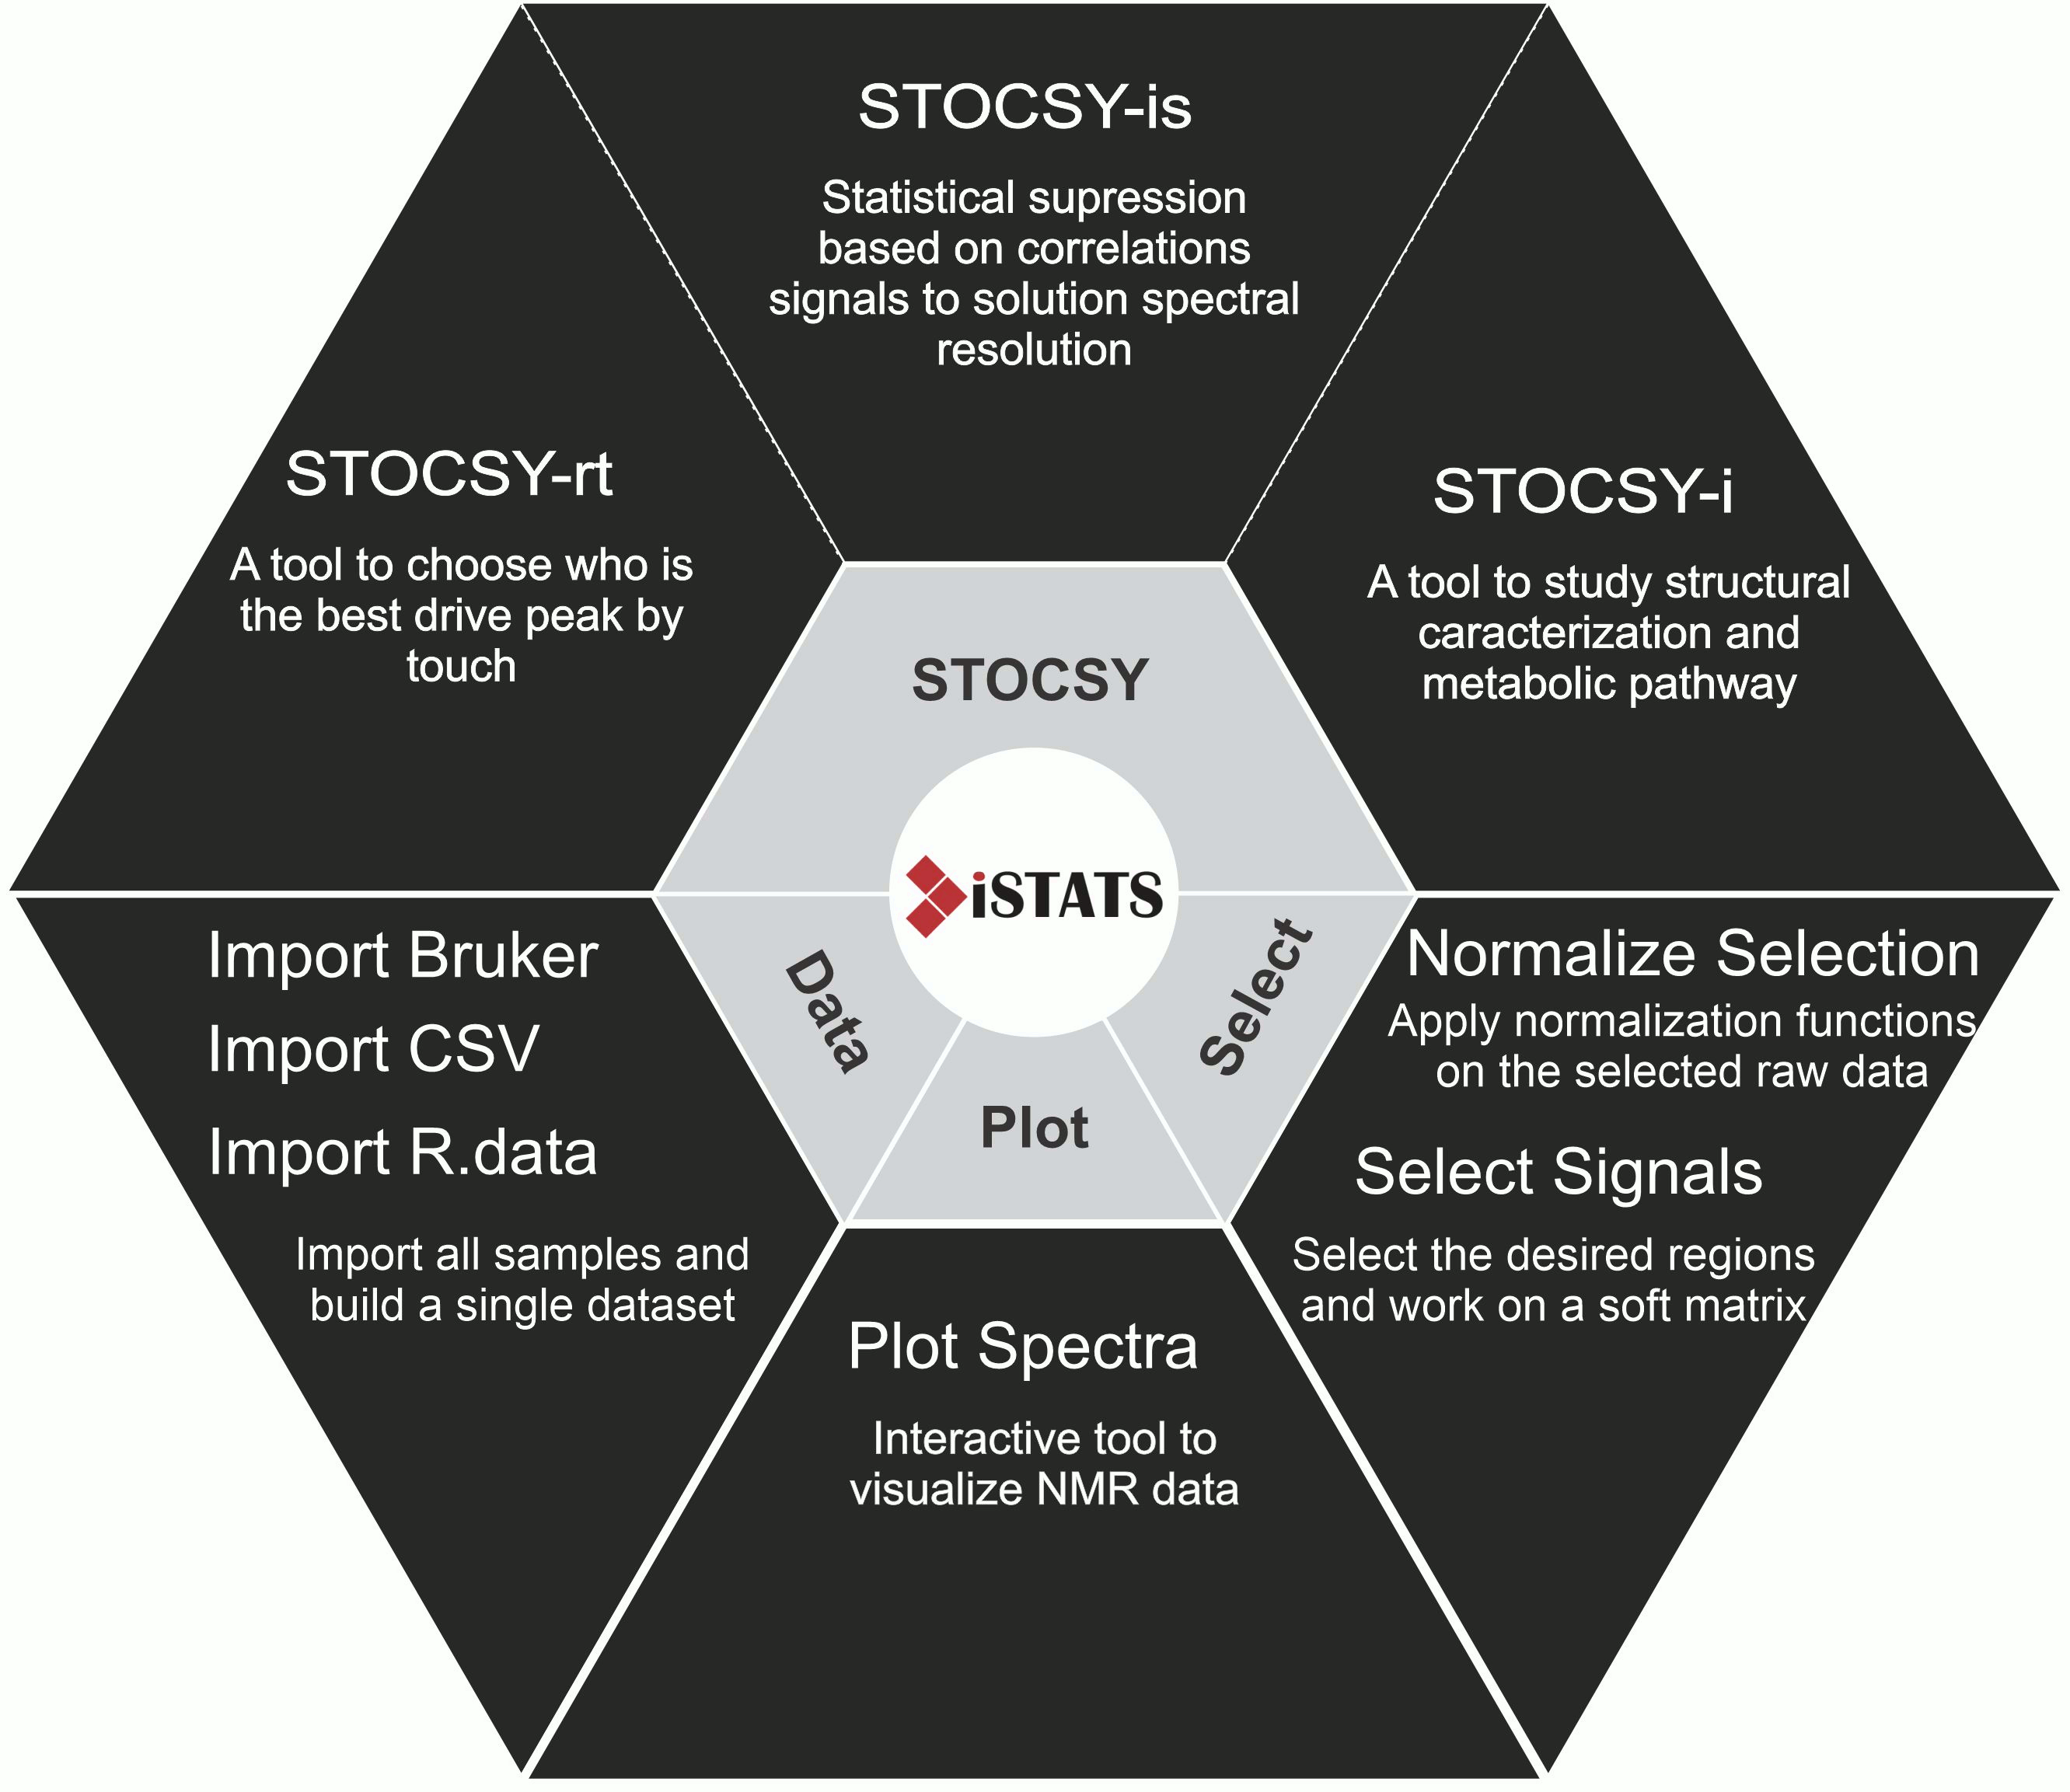 STOCSY-is
Statistical supression
based on correlations
signals to solution spectral
resolution
STOCSY-rt
A tool to choose who is
the best drive peak by
touch
STOCSY-i
A tool to study structural
caracterization and
metabolic pathway
STOCSY
iSTATS
Data
Plot
Select
Import Bruker
Import CSV
Import R.data
Import all samples and
build a single dataset
Normalize Selection
Apply normalization functions
on the selected raw data
Select Signals
Select the desired regions
and work on a soft matrix
Plot Spectra
Interactive tool to
visualize NMR data